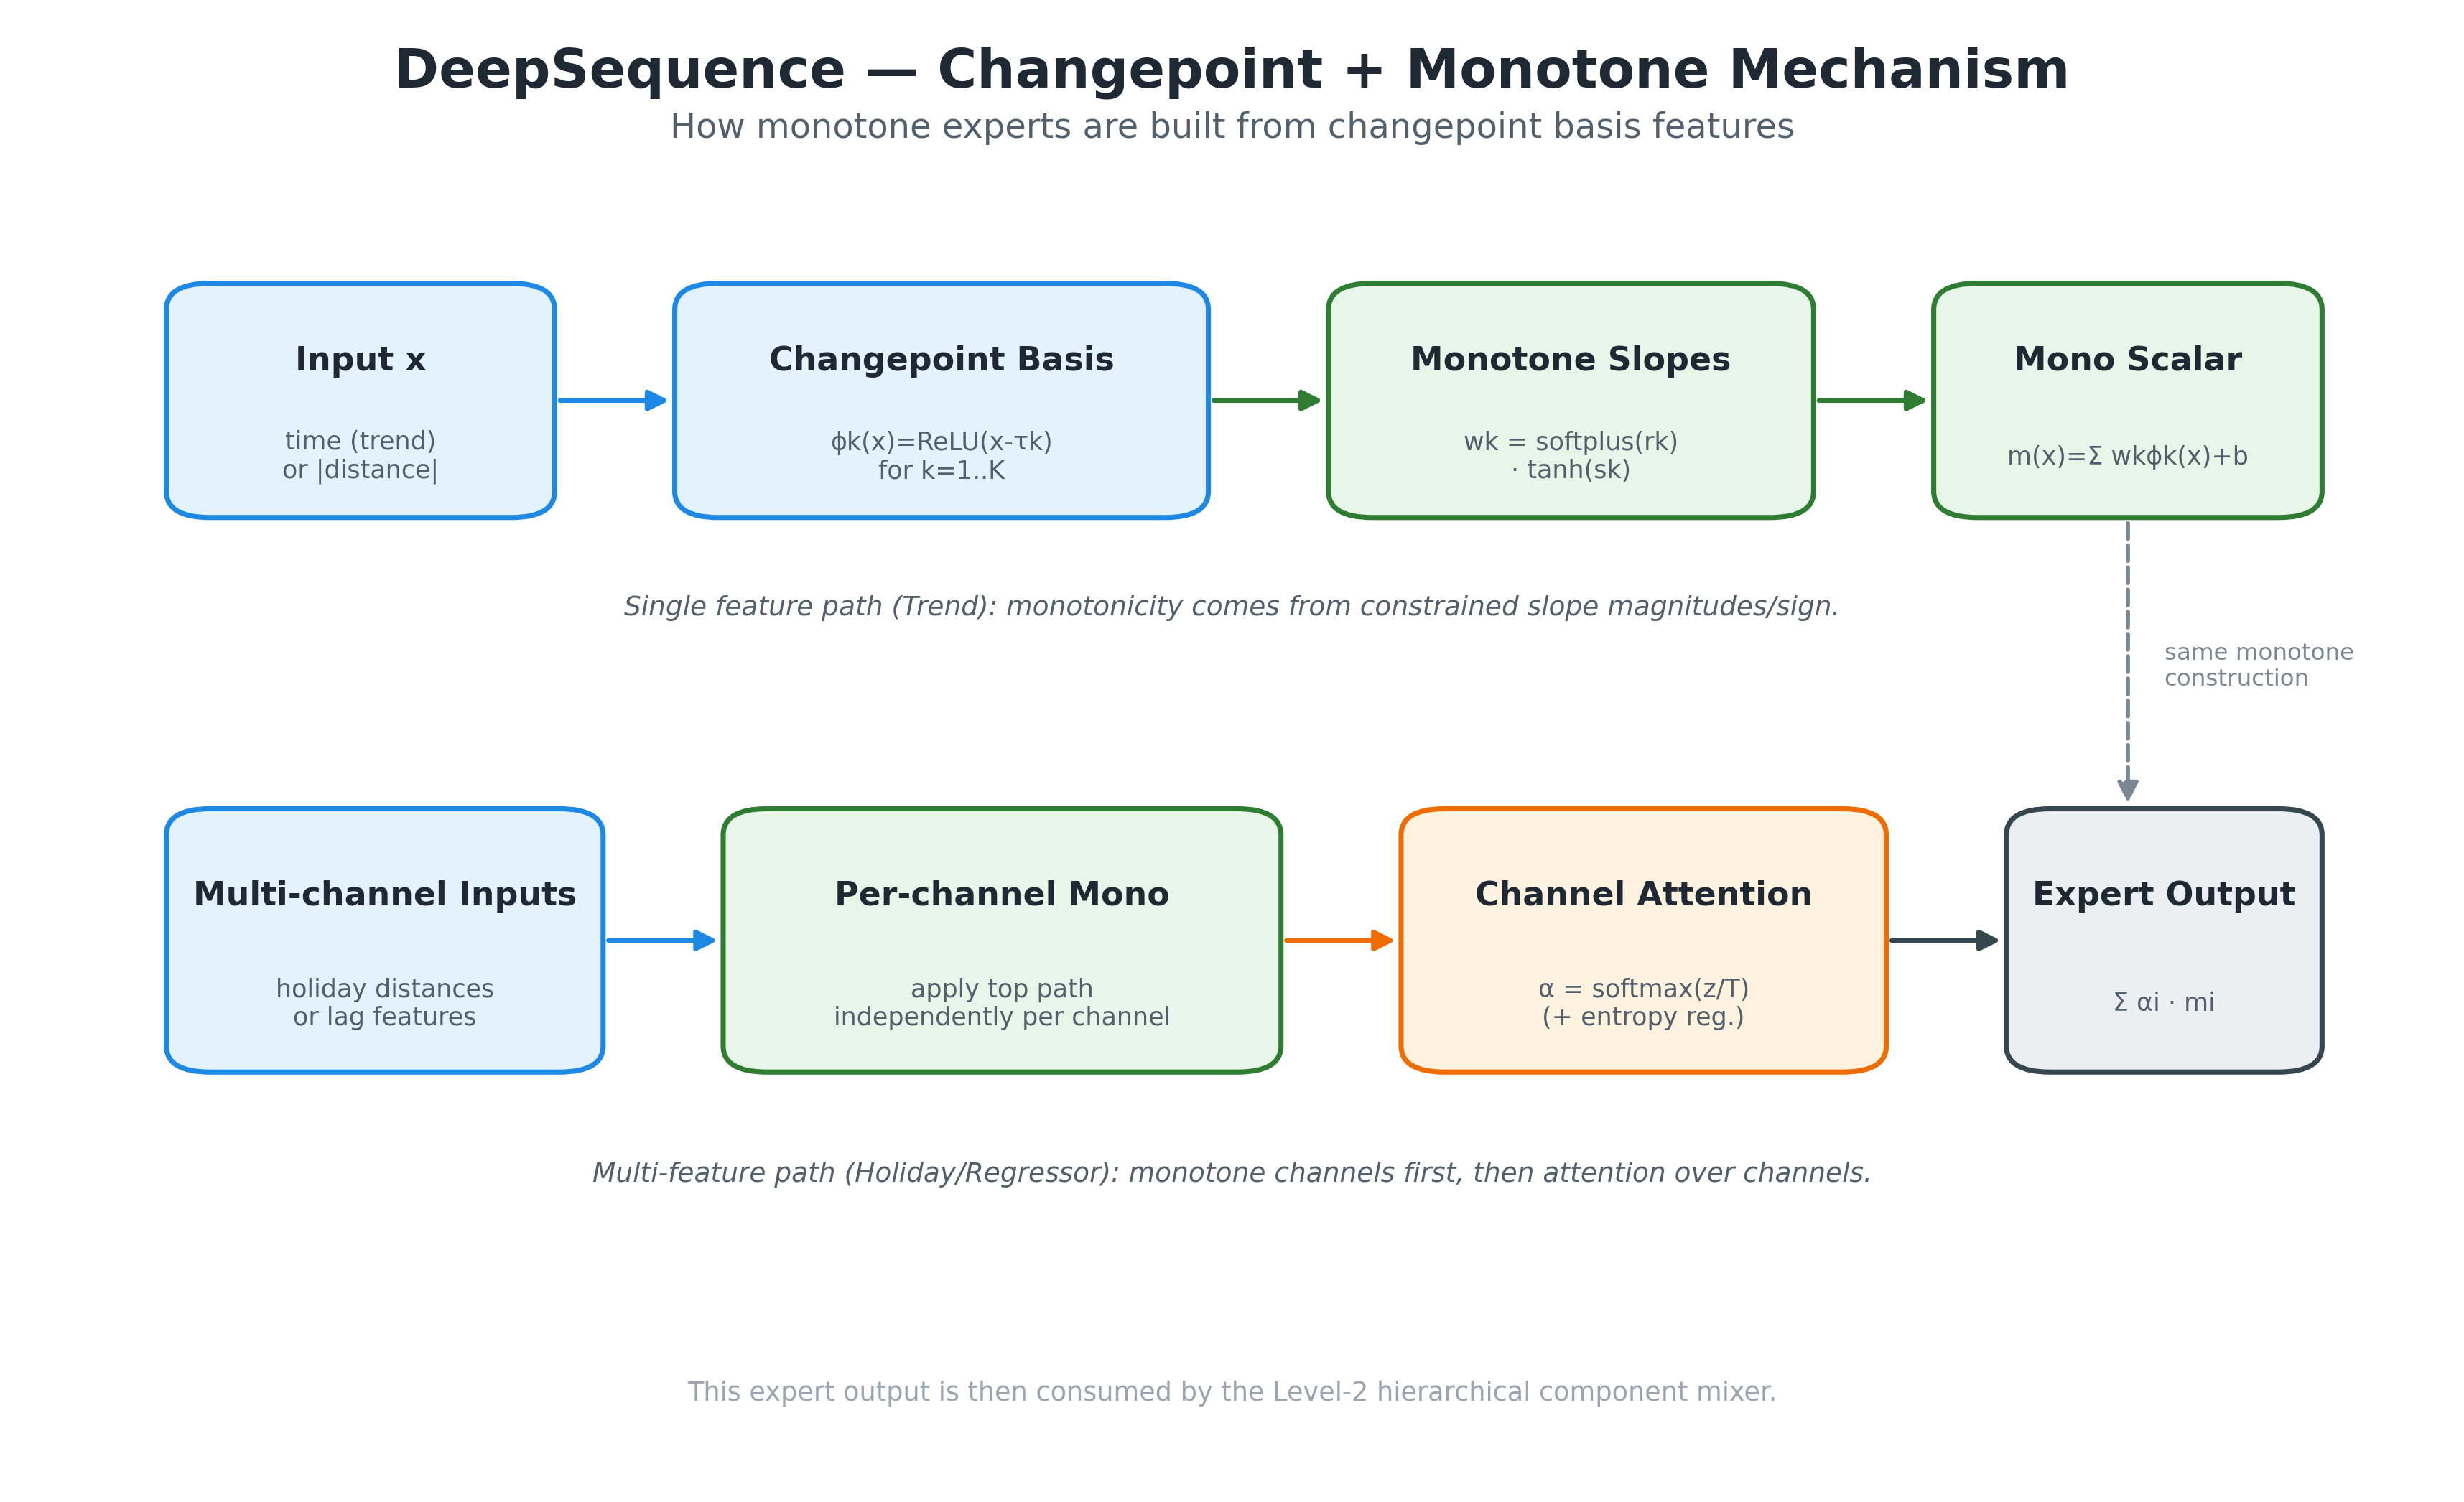 DeepSequence — Changepoint + Monotone Mechanism
How monotone experts are built from changepoint basis features
Input x
time (trend)
or |distance|
Changepoint Basis
ϕk(x)=ReLU(x-τk)
for k=1..K
Monotone Slopes
wk = softplus(rk)
· tanh(sk)
Mono Scalar
m(x)=Σ wkϕk(x)+b
Single feature path (Trend): monotonicity comes from constrained slope magnitudes/sign.
same monotone
construction
Multi-channel Inputs
holiday distances
or lag features
Per-channel Mono
apply top path
independently per channel
Channel Attention
α = softmax(z/T)
(+ entropy reg.)
Expert Output
Σ αi · mi
Multi-feature path (Holiday/Regressor): monotone channels first, then attention over channels.
This expert output is then consumed by the Level-2 hierarchical component mixer.